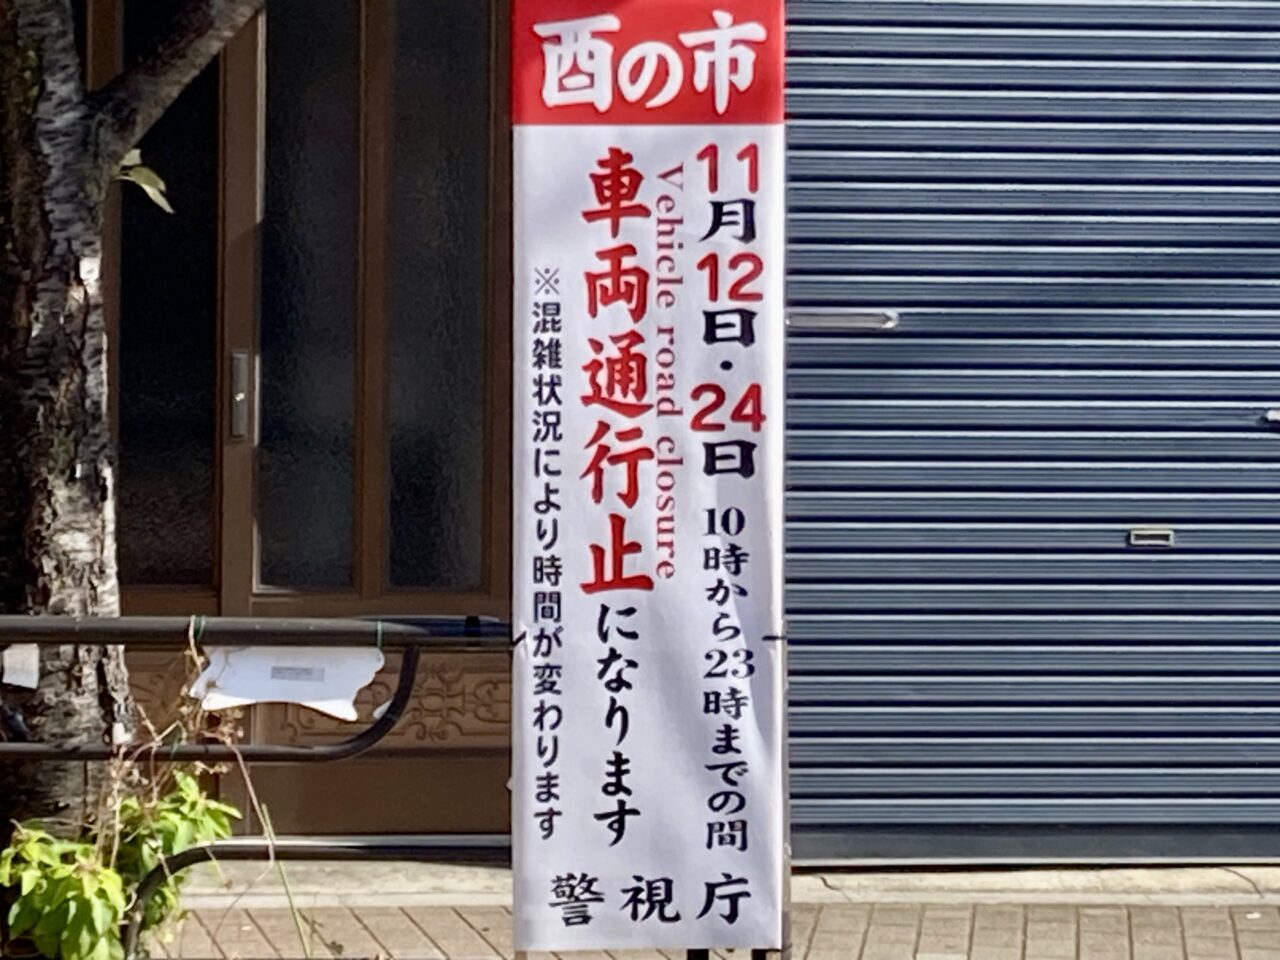 酉の市
11月12日・24日 10時から23時までの間
Vehicle road closure
車両通行止になります
※混雑状況により時間が変わります
警視庁